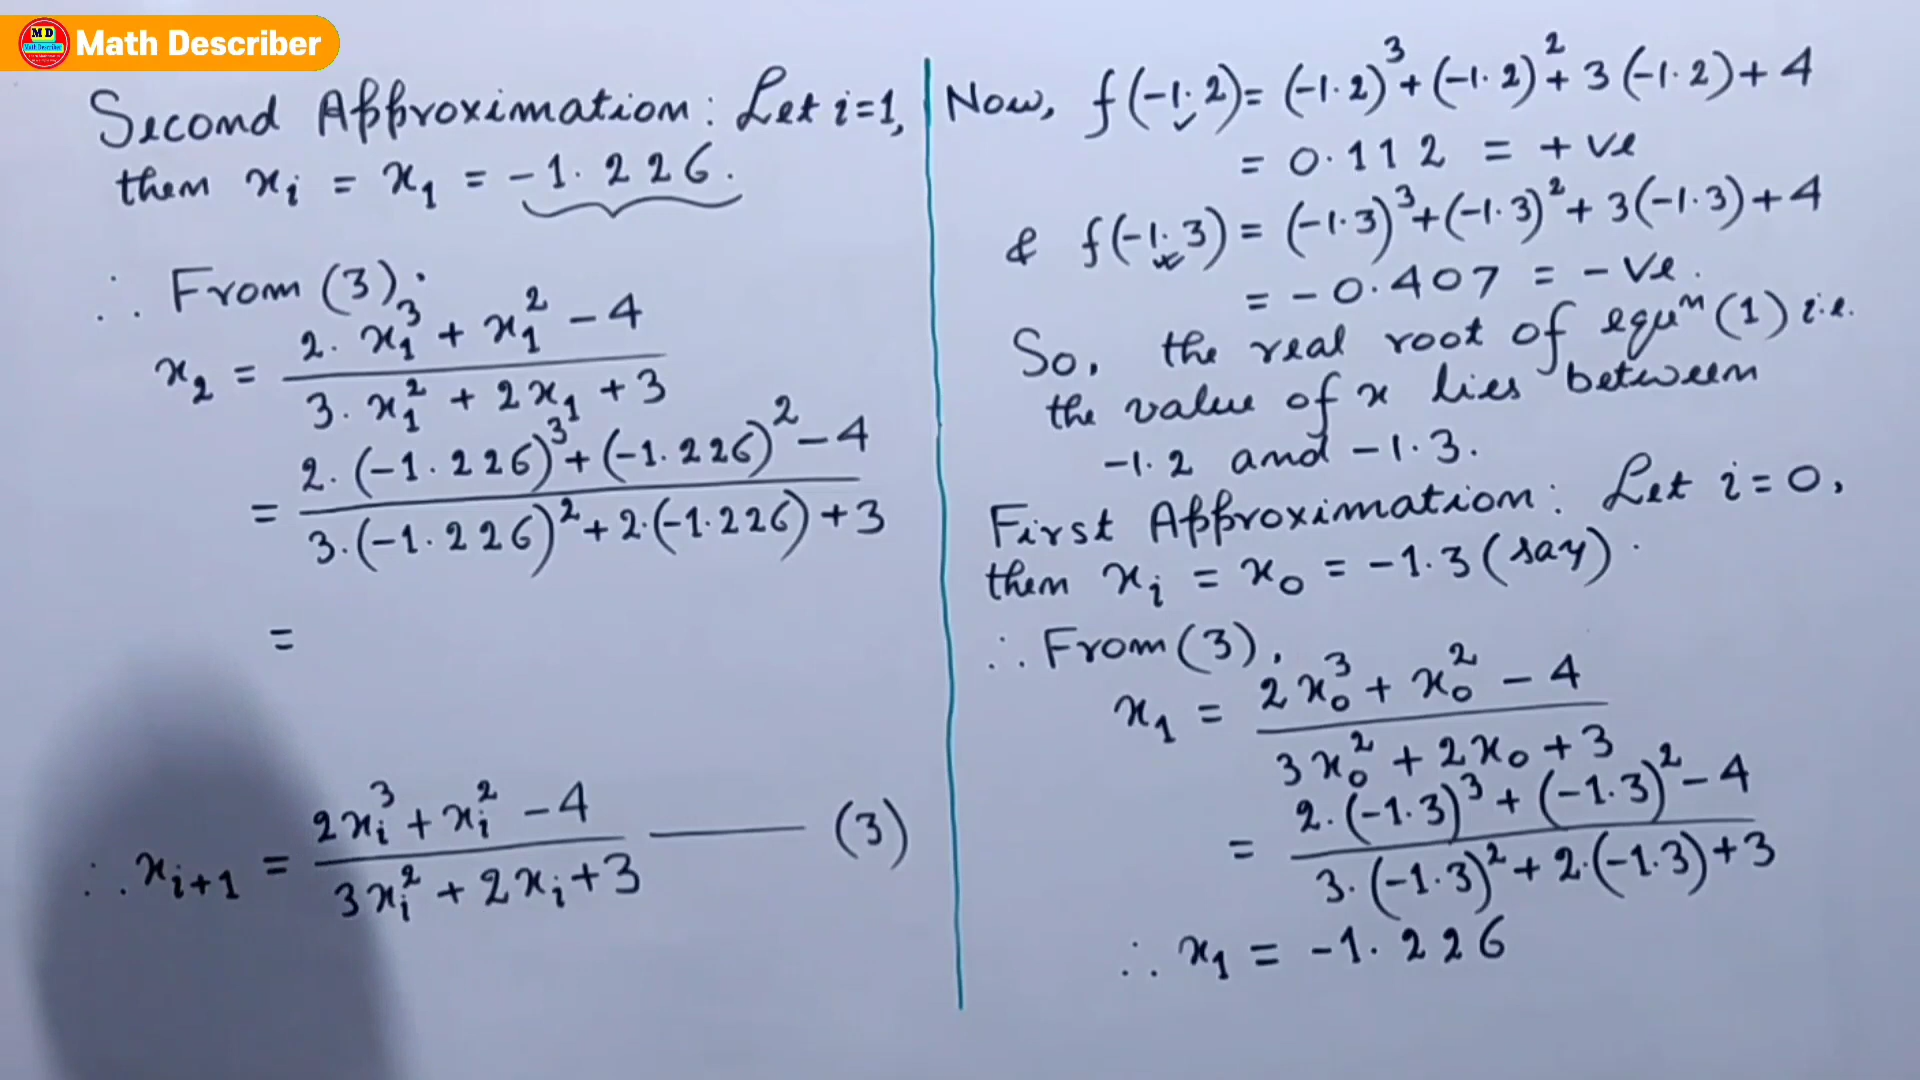 MD
Math Describer
Math Describer
Second Approximation: Let i=1,
then xᵢ = x₁ = -1.226.
∴ From (3),
x₂ = (2.x₁³ + x₁² - 4) / (3.x₁² + 2x₁ + 3)
= (2.(-1.226)³ + (-1.226)² - 4) / (3.(-1.226)² + 2.(-1.226) + 3)
=
∴ xᵢ₊₁ = (2xᵢ³ + xᵢ² - 4) / (3xᵢ² + 2xᵢ + 3) ——— (3)
Now, f(-1.2) = (-1.2)³ + (-1.2)² + 3(-1.2) + 4
= 0.112 = +ve
& f(-1.3) = (-1.3)³ + (-1.3)² + 3(-1.3) + 4
= -0.407 = -ve.
So, the real root of equⁿ (1) i.e.
the value of x lies between
-1.2 and -1.3.
First Approximation: Let i=0,
then xᵢ = x₀ = -1.3 (say).
∴ From (3),
x₁ = (2x₀³ + x₀² - 4) / (3x₀² + 2x₀ + 3)
= (2.(-1.3)³ + (-1.3)² - 4) / (3.(-1.3)² + 2.(-1.3) + 3)
∴ x₁ = -1.226